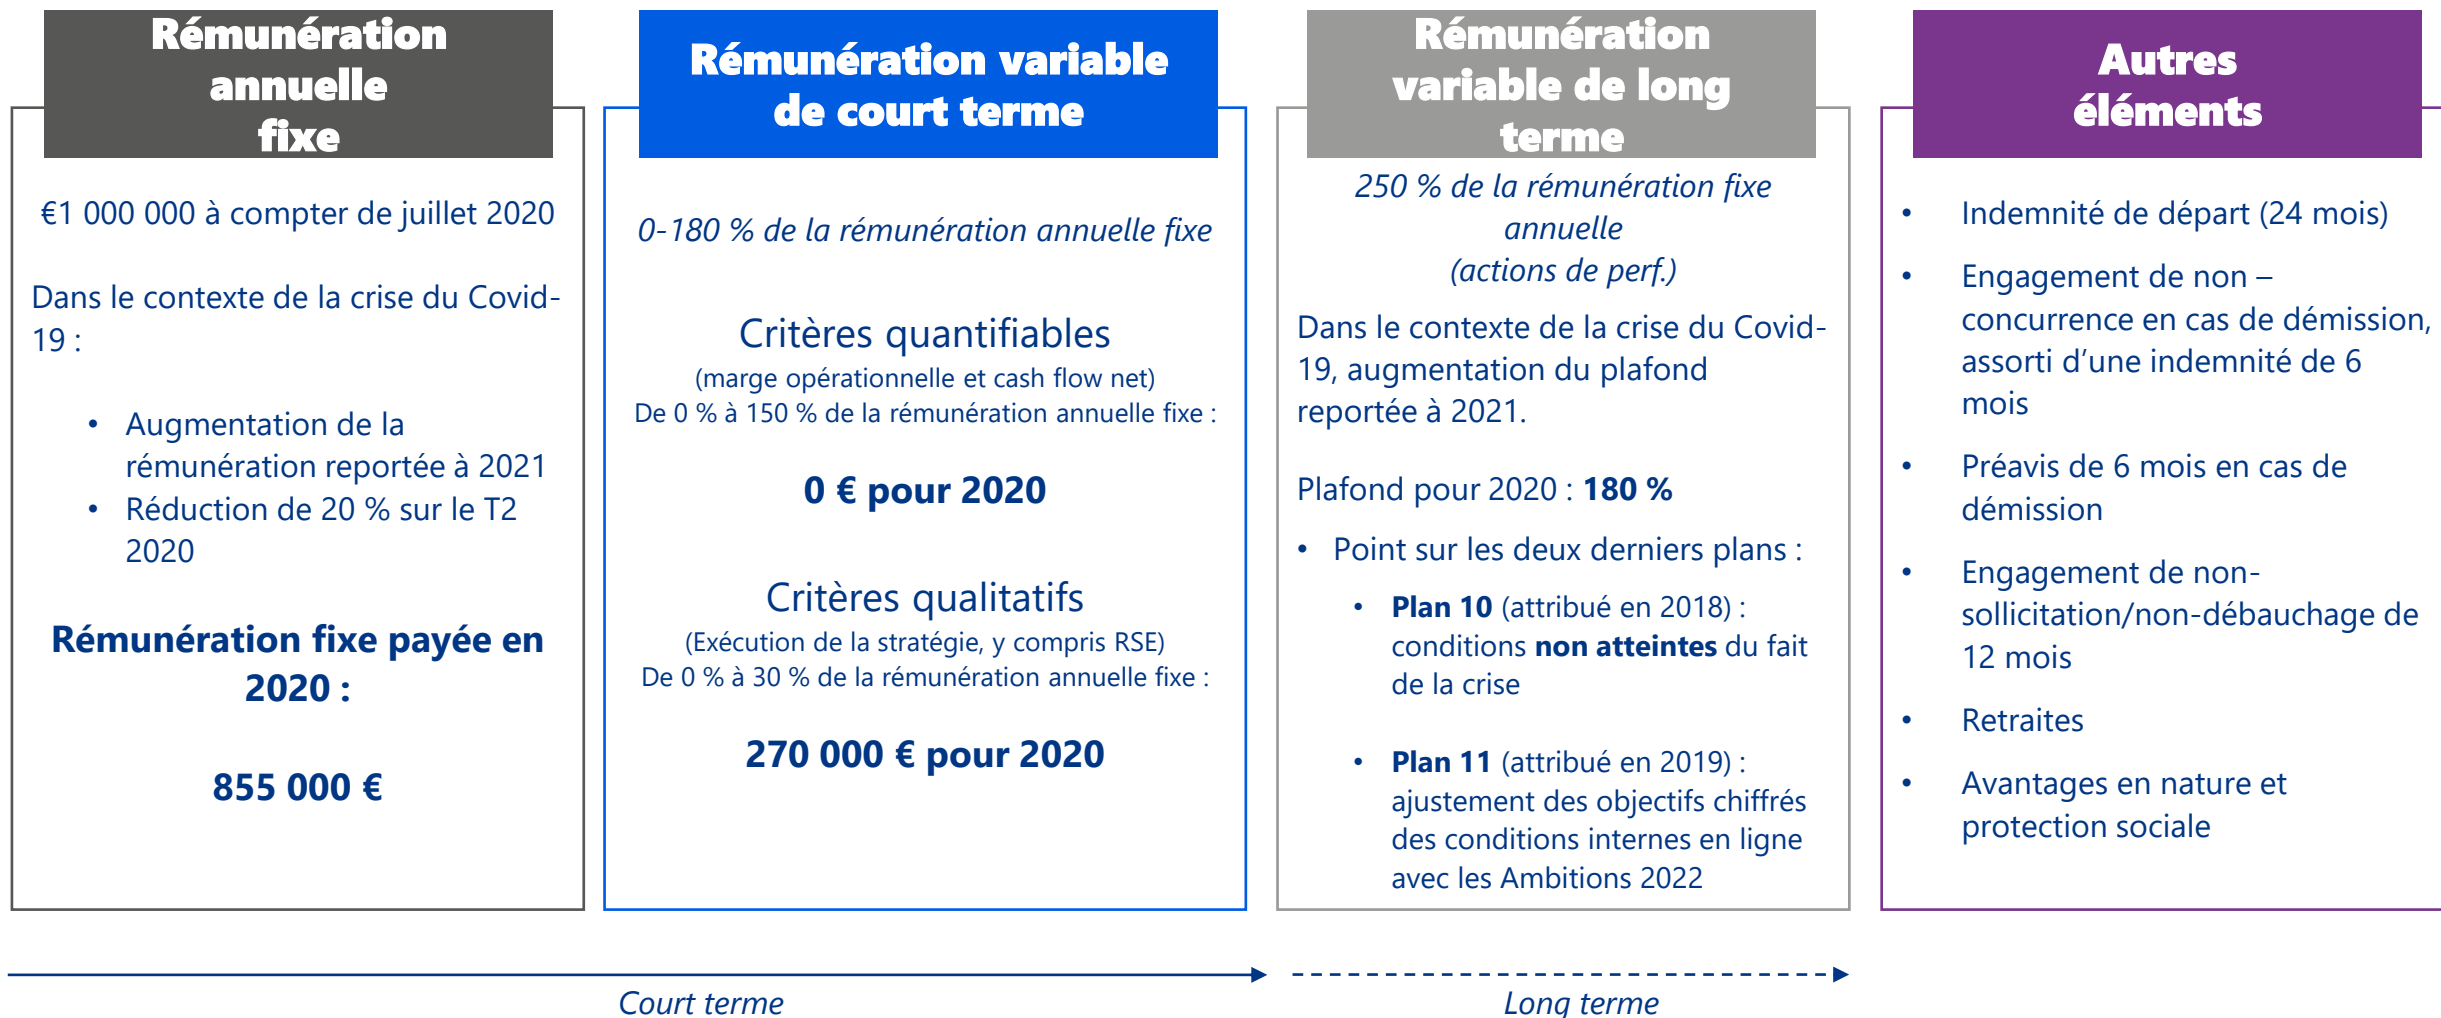 Rémunération
annuelle
fixe
€1 000 000 à compter de juillet 2020
Dans le contexte de la crise du Covid-
19 :
• Augmentation de la
rémunération reportée à 2021
• Réduction de 20 % sur le T2
2020
Rémunération fixe payée en
2020 :
855 000 €
Rémunération variable
de court terme
0-180 % de la rémunération annuelle fixe
Critères quantifiables
(marge opérationnelle et cash flow net)
De 0 % à 150 % de la rémunération annuelle fixe :
0 € pour 2020
Critères qualitatifs
(Exécution de la stratégie, y compris RSE)
De 0 % à 30 % de la rémunération annuelle fixe :
270 000 € pour 2020
Rémunération
variable de long
terme
250 % de la rémunération fixe
annuelle
(actions de perf.)
Dans le contexte de la crise du Covid-
19, augmentation du plafond
reportée à 2021.
Plafond pour 2020 : 180 %
• Point sur les deux derniers plans :
• Plan 10 (attribué en 2018) :
conditions non atteintes du fait
de la crise
• Plan 11 (attribué en 2019) :
ajustement des objectifs chiffrés
des conditions internes en ligne
avec les Ambitions 2022
Autres
éléments
• Indemnité de départ (24 mois)
• Engagement de non –
concurrence en cas de démission,
assorti d’une indemnité de 6
mois
• Préavis de 6 mois en cas de
démission
• Engagement de non-
sollicitation/non-débauchage de
12 mois
• Retraites
• Avantages en nature et
protection sociale
Court terme
Long terme